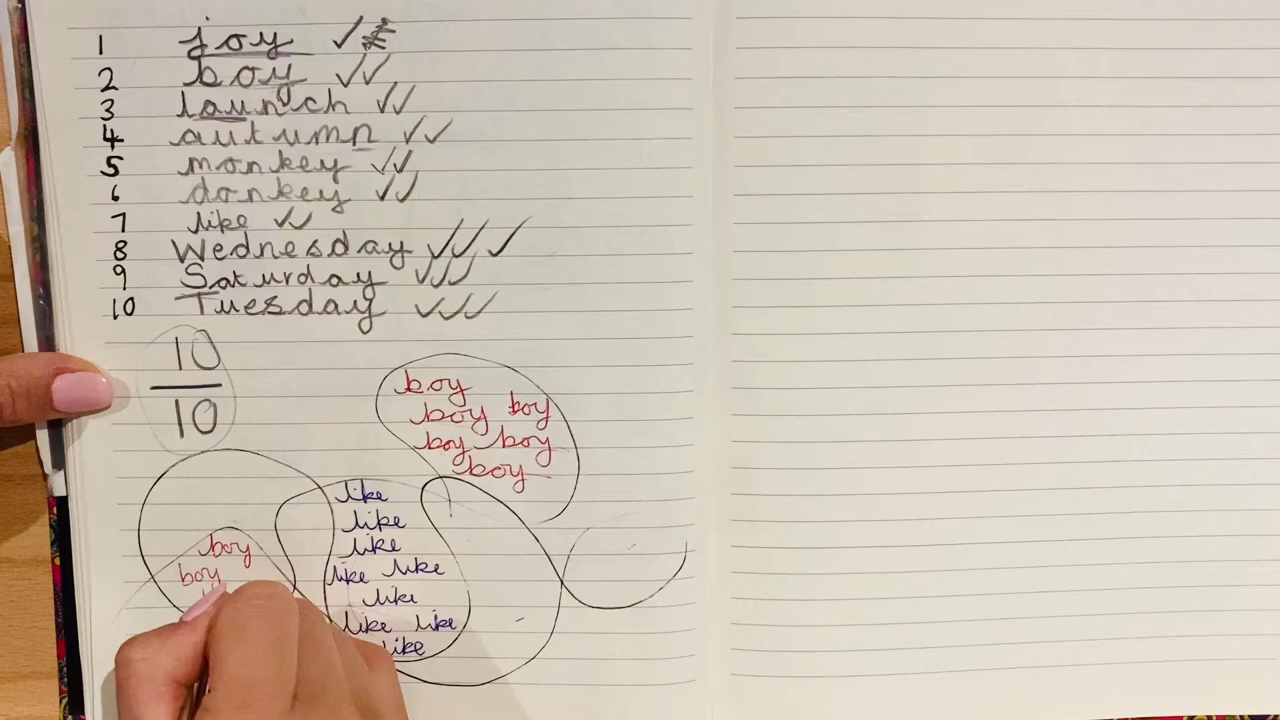 1 joy
2 boy
3 launch
4 autumn
5 monkey
6 donkey
7 like
8 Wednesday
9 Saturday
10 Tuesday
10
10
boy
boy boy
boy boy
boy
like
like
like
like like
like
like like
like
boy
boy